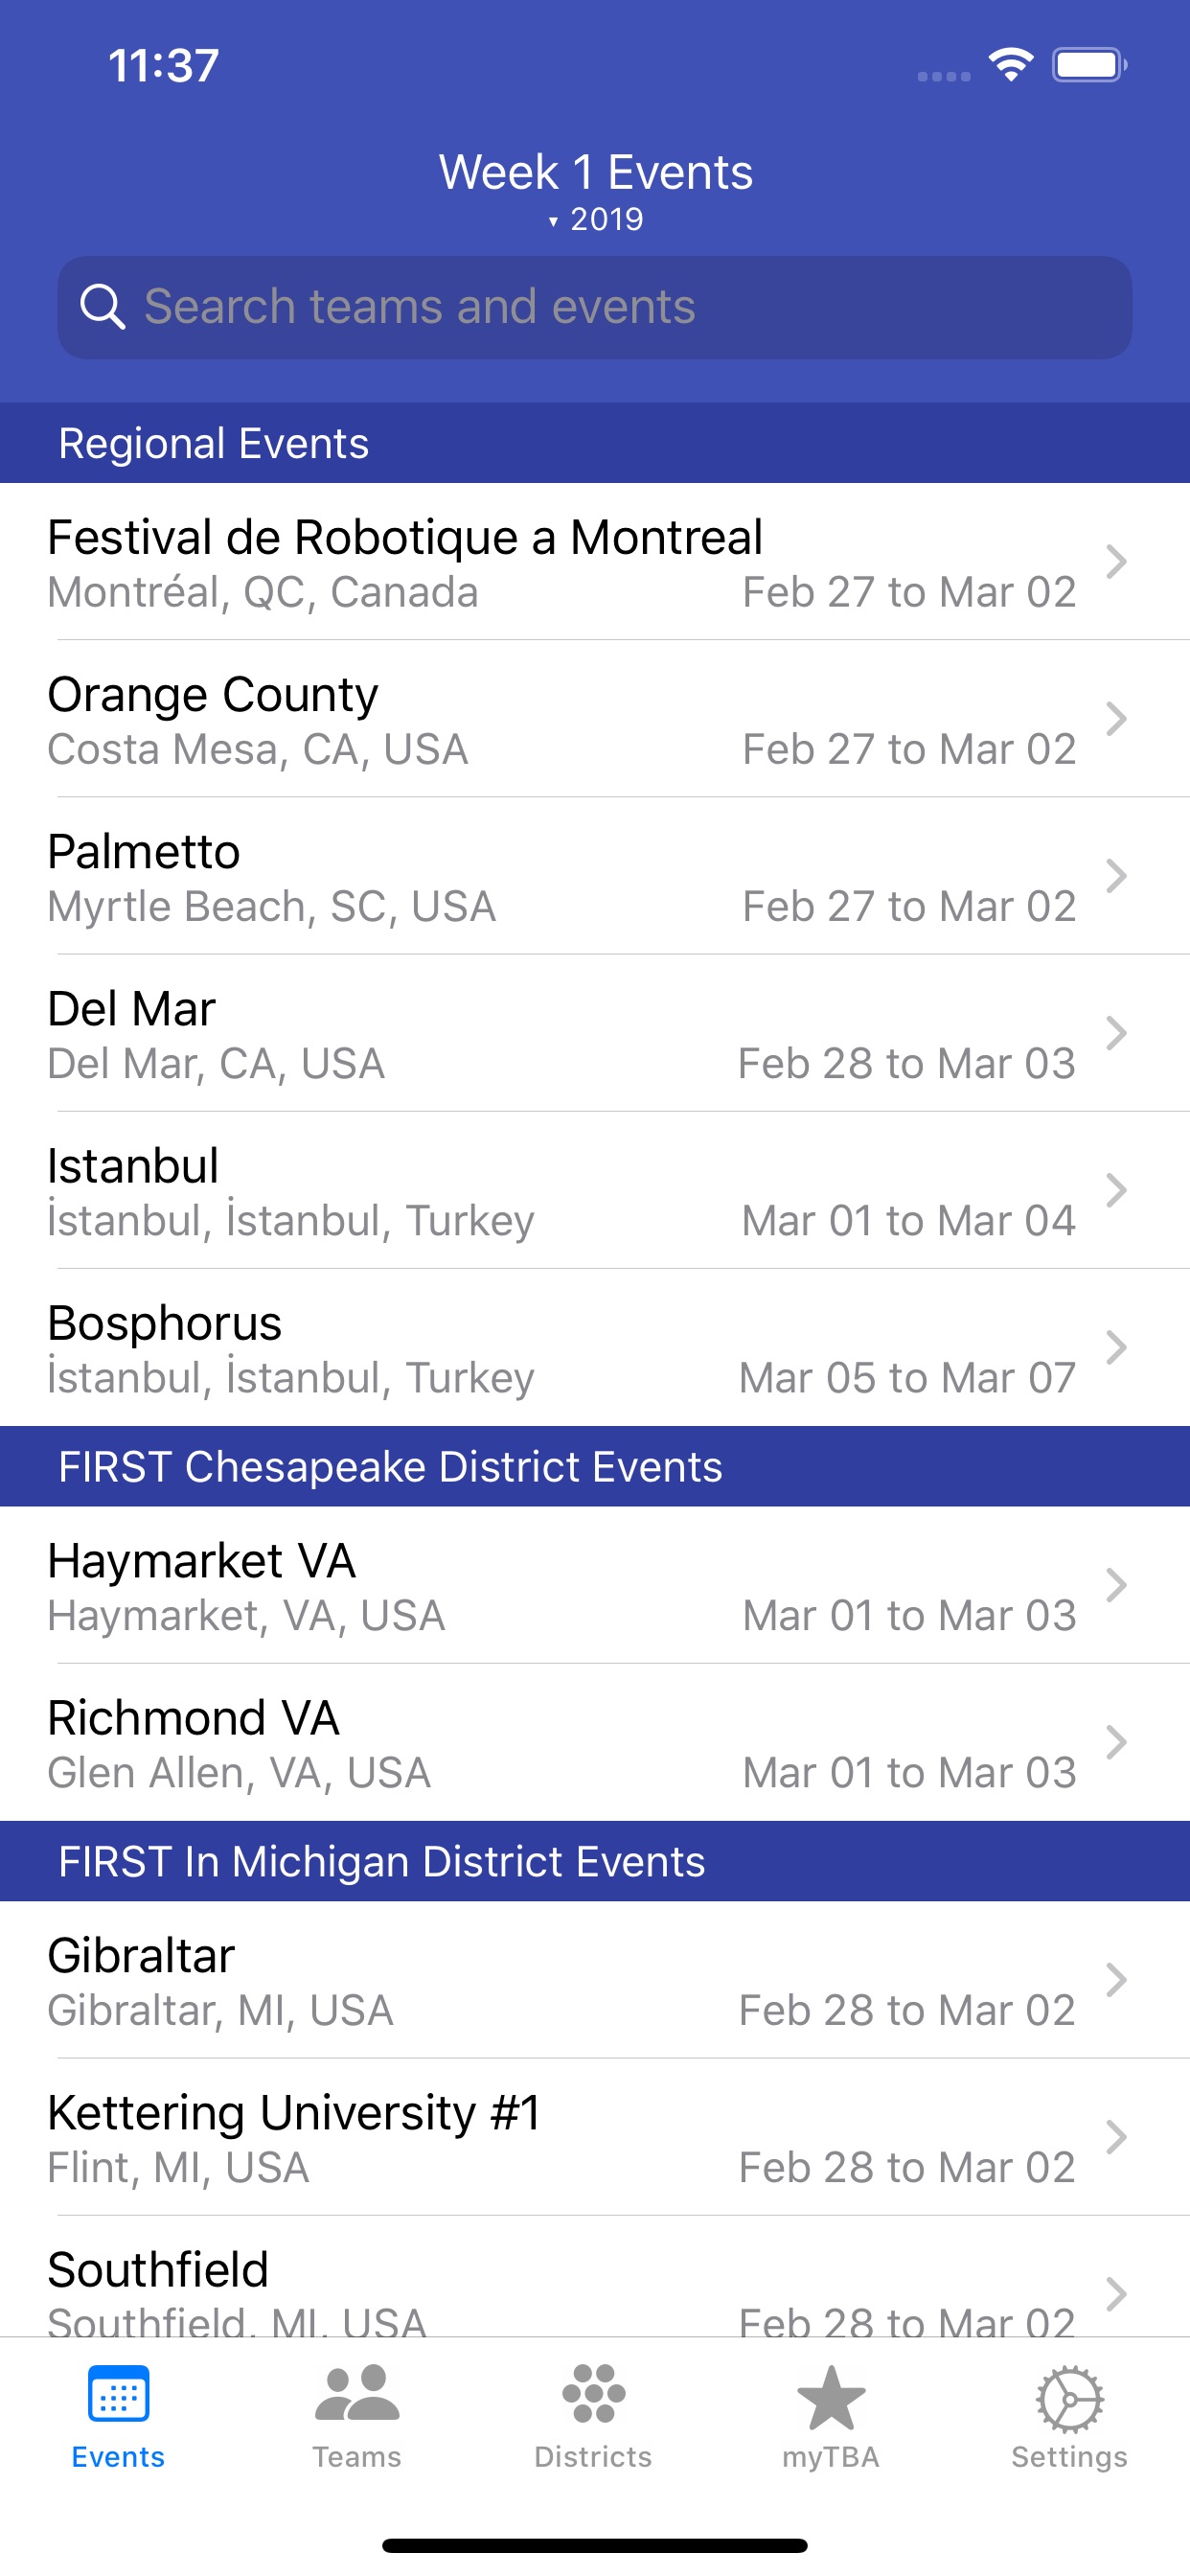 11:37
Week 1 Events
▾ 2019
Search teams and events
Regional Events
Festival de Robotique a Montreal
Montréal, QC, Canada Feb 27 to Mar 02
Orange County
Costa Mesa, CA, USA Feb 27 to Mar 02
Palmetto
Myrtle Beach, SC, USA Feb 27 to Mar 02
Del Mar
Del Mar, CA, USA Feb 28 to Mar 03
Istanbul
İstanbul, İstanbul, Turkey Mar 01 to Mar 04
Bosphorus
İstanbul, İstanbul, Turkey Mar 05 to Mar 07
FIRST Chesapeake District Events
Haymarket VA
Haymarket, VA, USA Mar 01 to Mar 03
Richmond VA
Glen Allen, VA, USA Mar 01 to Mar 03
FIRST In Michigan District Events
Gibraltar
Gibraltar, MI, USA Feb 28 to Mar 02
Kettering University #1
Flint, MI, USA Feb 28 to Mar 02
Southfield
Southfield, MI, USA Feb 28 to Mar 02
Events Teams Districts myTBA Settings